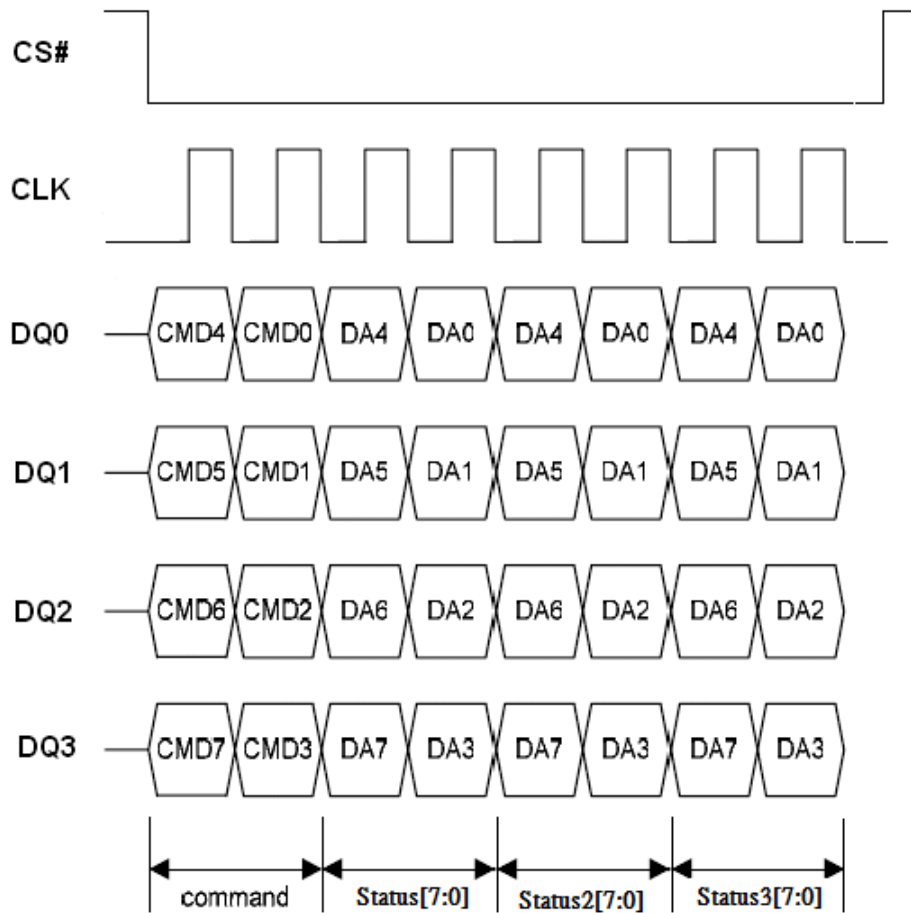 CS#
CLK
DQ0 CMD4 CMD0 DA4 DA0 DA4 DA0 DA4 DA0
DQ1 CMD5 CMD1 DA5 DA1 DA5 DA1 DA5 DA1
DQ2 CMD6 CMD2 DA6 DA2 DA6 DA2 DA6 DA2
DQ3 CMD7 CMD3 DA7 DA3 DA7 DA3 DA7 DA3
command Status[7:0] Status2[7:0] Status3[7:0]